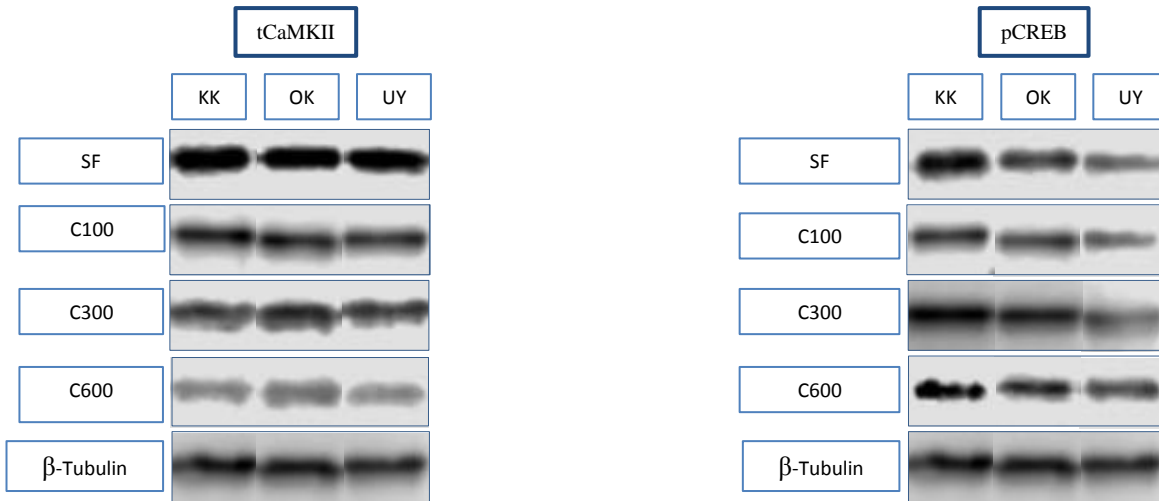 tCaMKII
KK OK UY
SF
C100
C300
C600
β-Tubulin
pCREB
KK OK UY
SF
C100
C300
C600
β-Tubulin